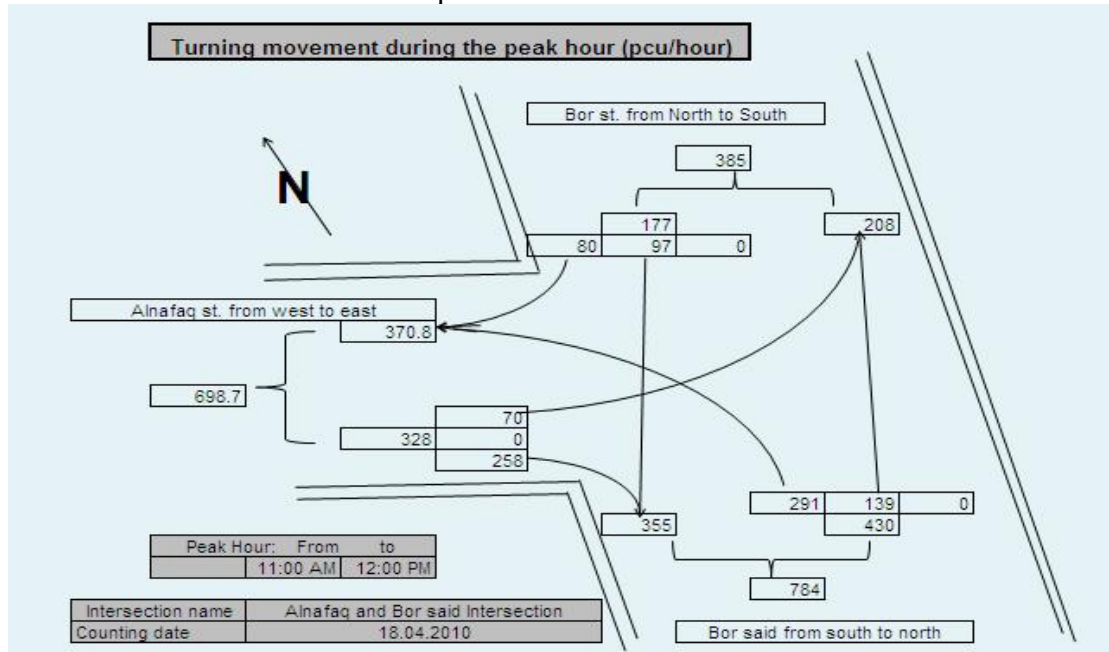 Turning movement during the peak hour (pcu/hour)
Bor st. from North to South
385
N
177
208
80 97 0
Alnafaq st. from west to east
370.8
698.7
70
328 0
258
291 139 0
355 430
Peak Hour: From to
11:00 AM 12:00 PM
784
Intersection name Alnafaq and Bor said Intersection
Counting date 18.04.2010
Bor said from south to north